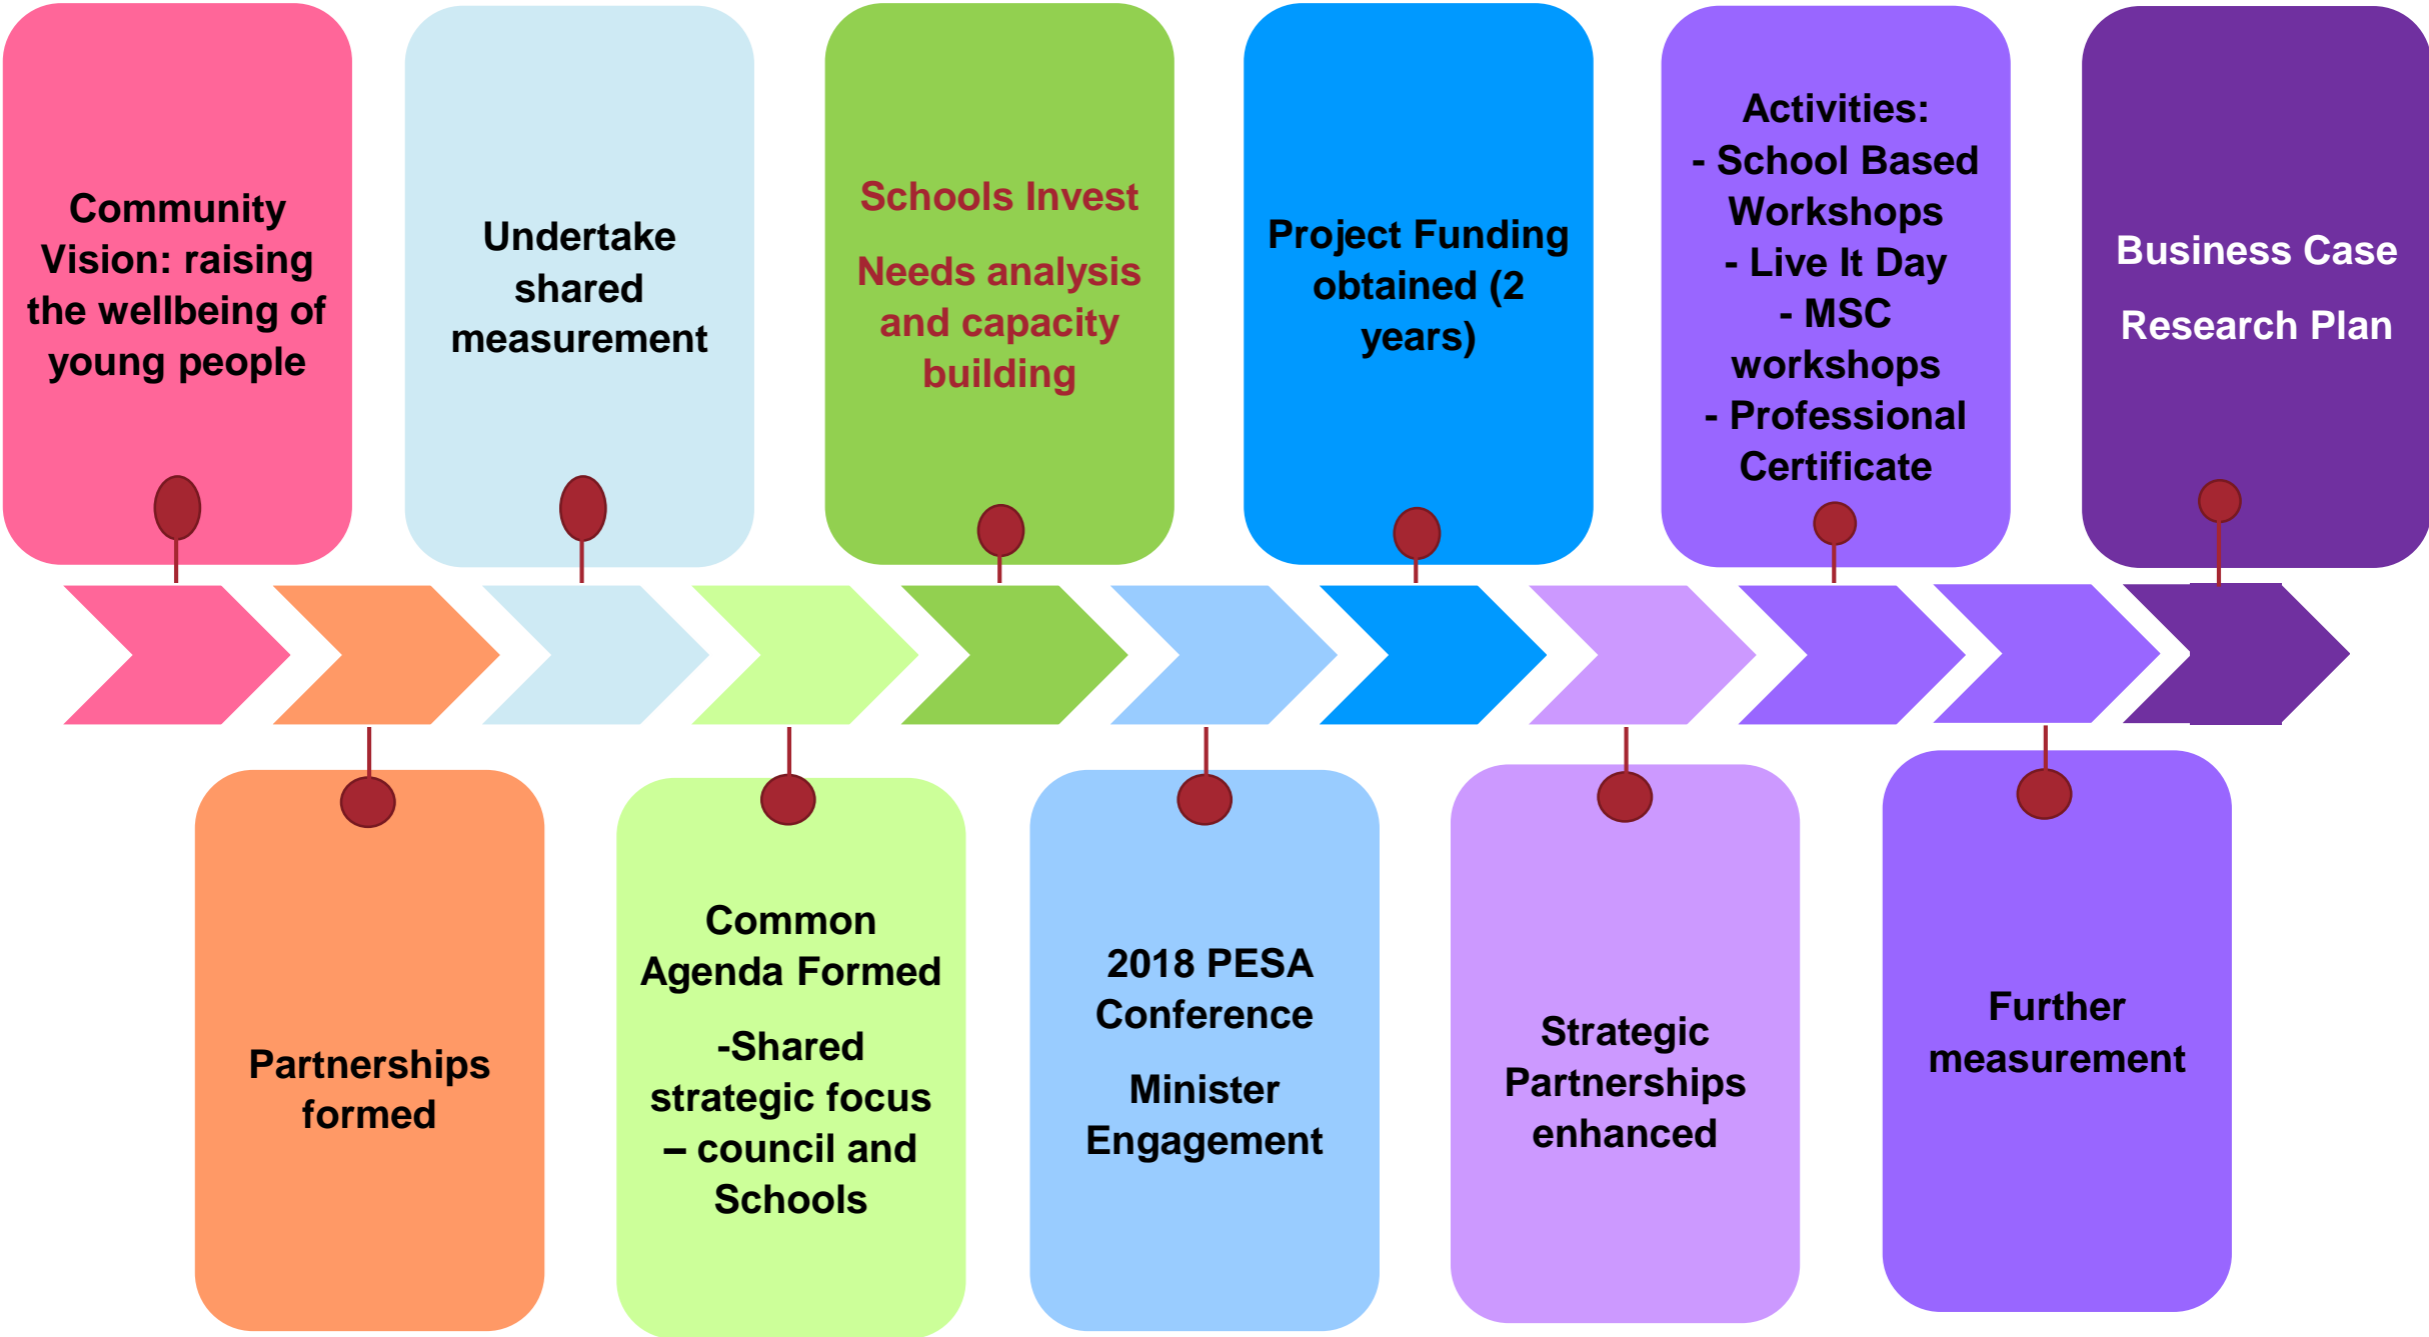 Community
Vision: raising
the wellbeing of
young people
Undertake
shared
measurement
Schools Invest
Needs analysis
and capacity
building
Project Funding
obtained (2
years)
Activities:
- School Based
Workshops
- Live It Day
- MSC
workshops
- Professional
Certificate
Business Case
Research Plan
Partnerships
formed
Common
Agenda Formed
-Shared
strategic focus
– council and
Schools
2018 PESA
Conference
Minister
Engagement
Strategic
Partnerships
enhanced
Further
measurement